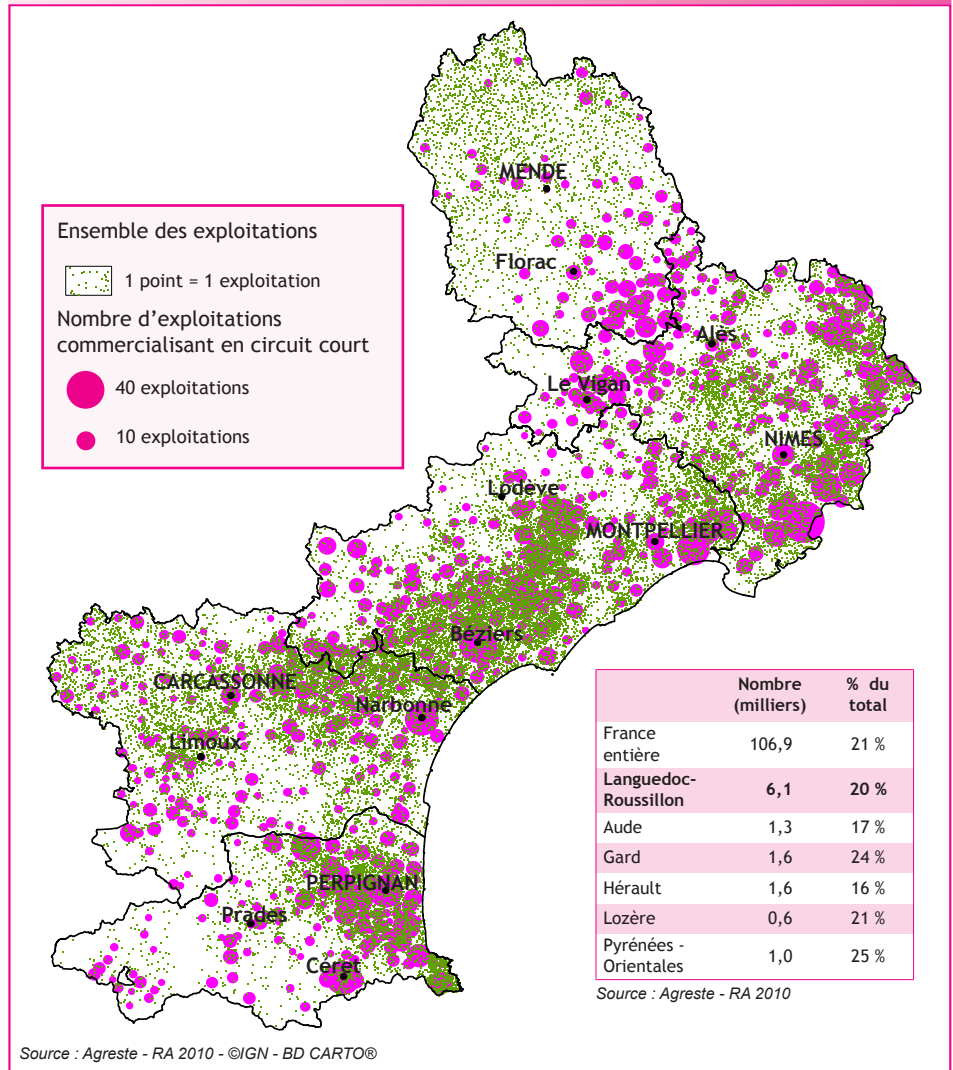 MENDE
Florac
Ensemble des exploitations
1 point = 1 exploitation
Nombre d'exploitations
commercialisant en circuit court
40 exploitations
10 exploitations
Alès
Le Vigan
NIMES
Lodève
MONTPELLIER
Béziers
CARCASSONNE
Narbonne
Limoux
PERPIGNAN
Prades
Céret
Nombre % du
(milliers) total
France
entière 106,9 21 %
Languedoc-
Roussillon 6,1 20 %
Aude 1,3 17 %
Gard 1,6 24 %
Hérault 1,6 16 %
Lozère 0,6 21 %
Pyrénées -
Orientales 1,0 25 %
Source : Agreste - RA 2010
Source : Agreste - RA 2010 - ©IGN - BD CARTO®